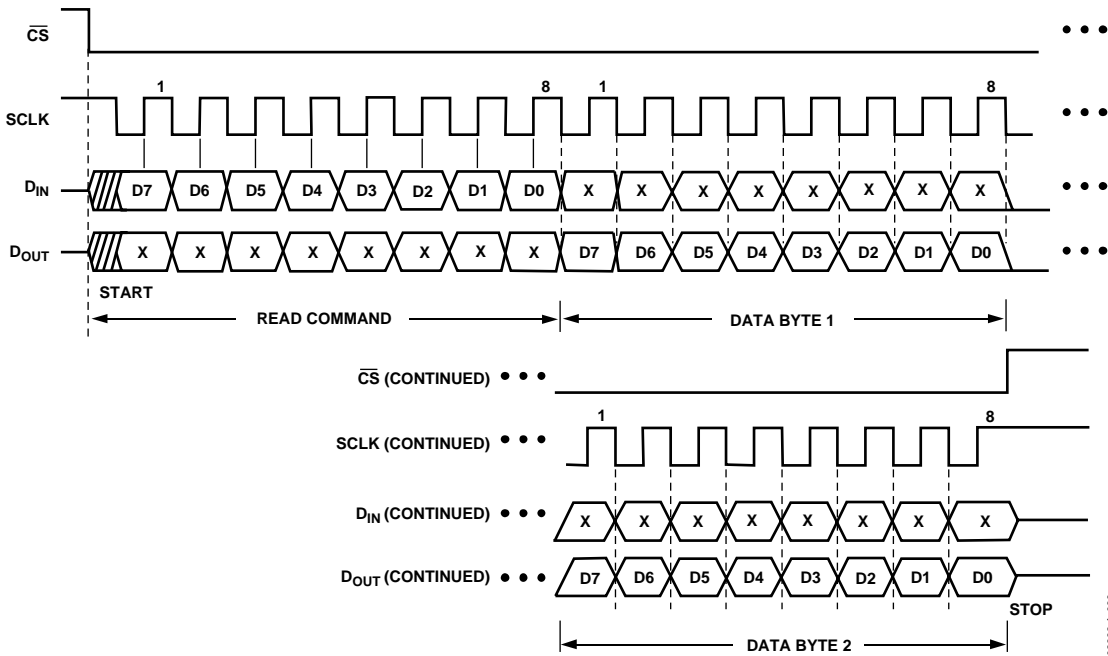 CS
1 8 1 8
SCLK
DIN D7 D6 D5 D4 D3 D2 D1 D0 X X X X X X X X
DOUT X X X X X X X X D7 D6 D5 D4 D3 D2 D1 D0
START
READ COMMAND DATA BYTE 1
CS (CONTINUED)
1 8
SCLK (CONTINUED)
DIN (CONTINUED) X X X X X X X X
DOUT (CONTINUED) D7 D6 D5 D4 D3 D2 D1 D0
STOP
DATA BYTE 2